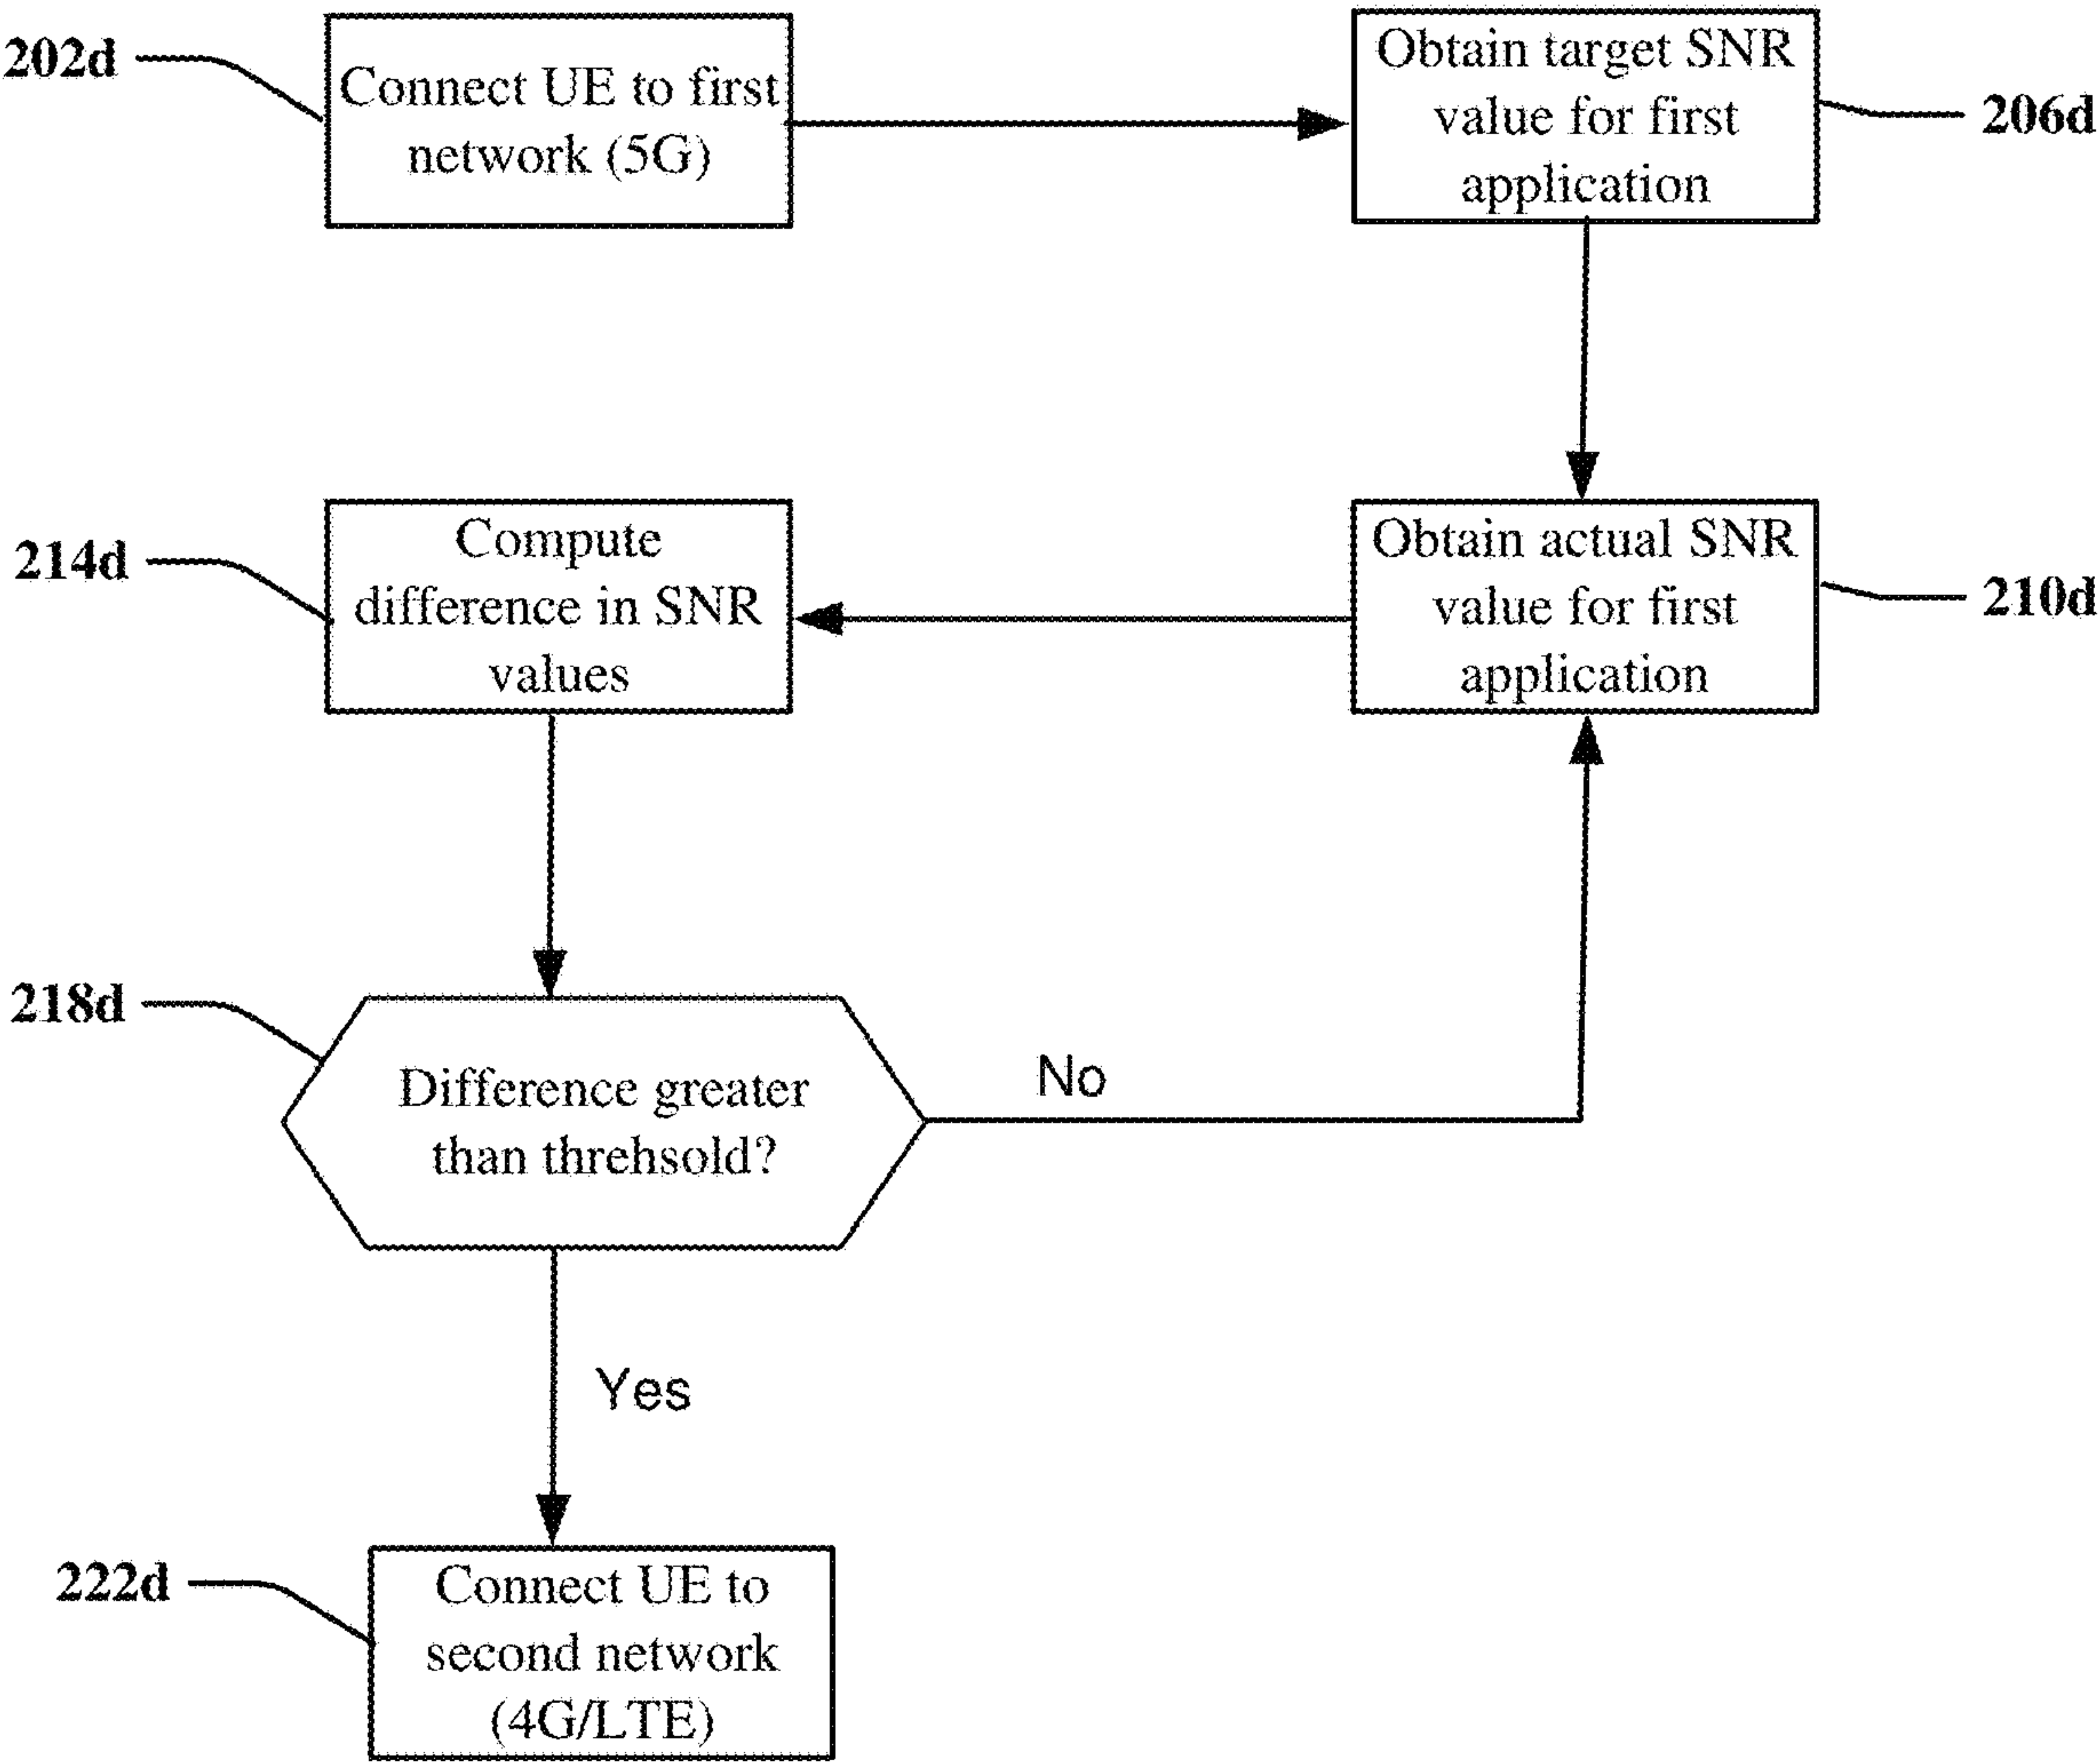 202d
Connect UE to first
network (5G)
Obtain target SNR
value for first
application
206d
214d
Compute
difference in SNR
values
Obtain actual SNR
value for first
application
210d
218d
Difference greater
than threhsold?
No
Yes
222d
Connect UE to
second network
(4G/LTE)